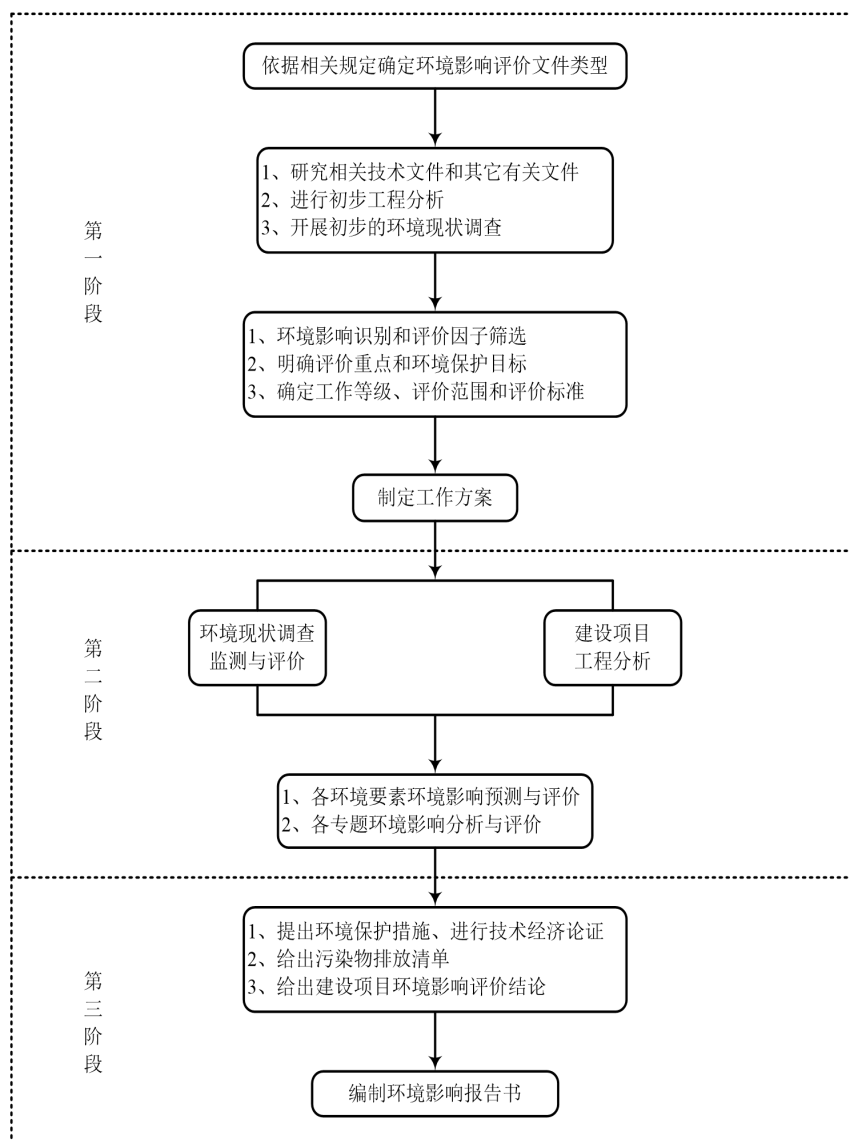 依据相关规定确定环境影响评价文件类型
1、研究相关技术文件和其它有关文件
2、进行初步工程分析
3、开展初步的环境现状调查
第一阶段
1、环境影响识别和评价因子筛选
2、明确评价重点和环境保护目标
3、确定工作等级、评价范围和评价标准
制定工作方案
环境现状调查
监测与评价
建设项目
工程分析
第二阶段
1、各环境要素环境影响预测与评价
2、各专题环境影响分析与评价
1、提出环境保护措施、进行技术经济论证
2、给出污染物排放清单
3、给出建设项目环境影响评价结论
第三阶段
编制环境影响报告书